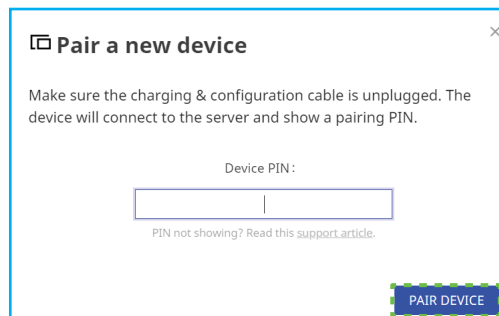 Pair a new device
Make sure the charging & configuration cable is unplugged. The
device will connect to the server and show a pairing PIN.
Device PIN:
PIN not showing? Read this support article.
PAIR DEVICE